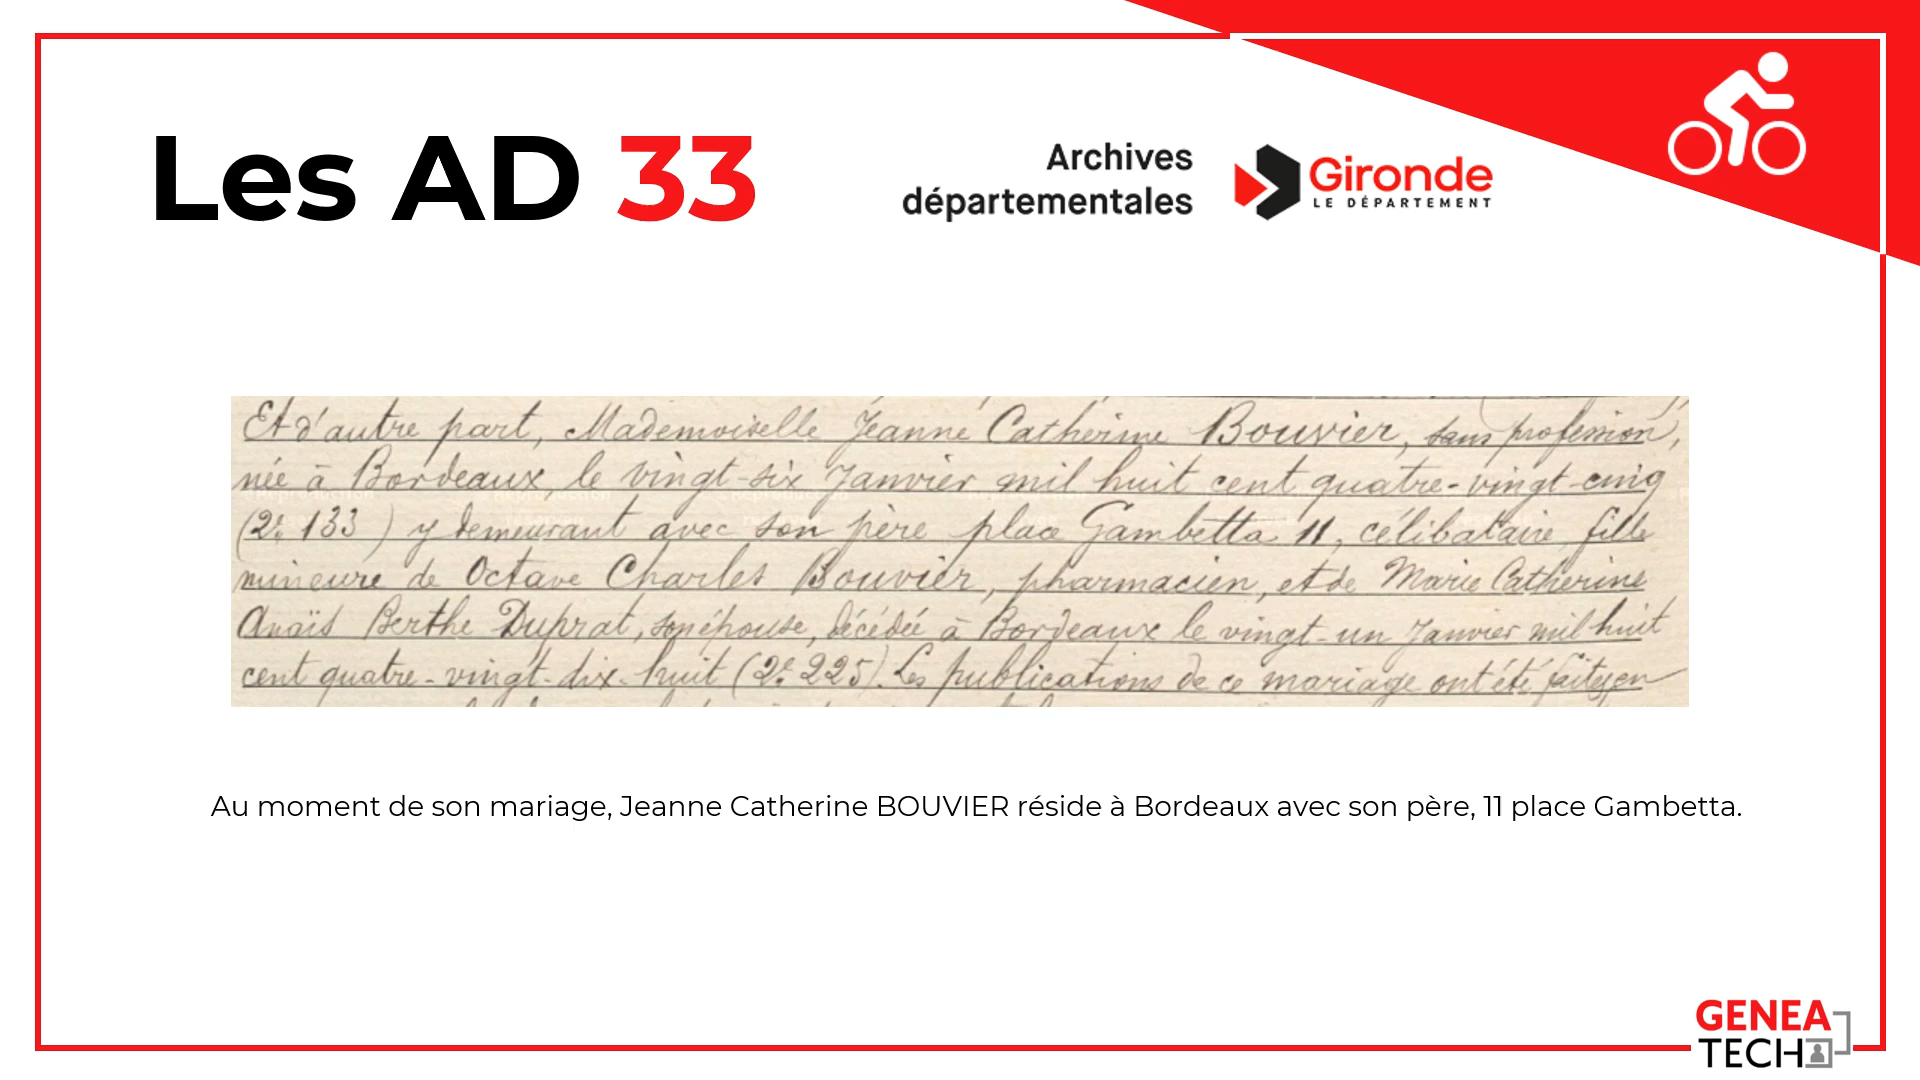 Les AD 33
Archives
départementales
Gironde
LE DÉPARTEMENT
Et d'autre part, Mademoiselle Jeanne Catherine Bouvier, sans profession,
née à Bordeaux, le vingt-six Janvier mil huit cent quatre-vingt-cinq
(2e 133) y demeurant avec son père place Gambetta 11, célibataire, fille
mineure de Octave Charles Bouvier, pharmacien, et de Marie Catherine
Anaïs Berthe Duprat, son épouse, décédée à Bordeaux le vingt-un Janvier mil huit
cent quatre-vingt-dix-huit (2e 225). Les publications de ce mariage ont été faites en
Au moment de son mariage, Jeanne Catherine BOUVIER réside à Bordeaux avec son père, 11 place Gambetta.
GENEA
TECH